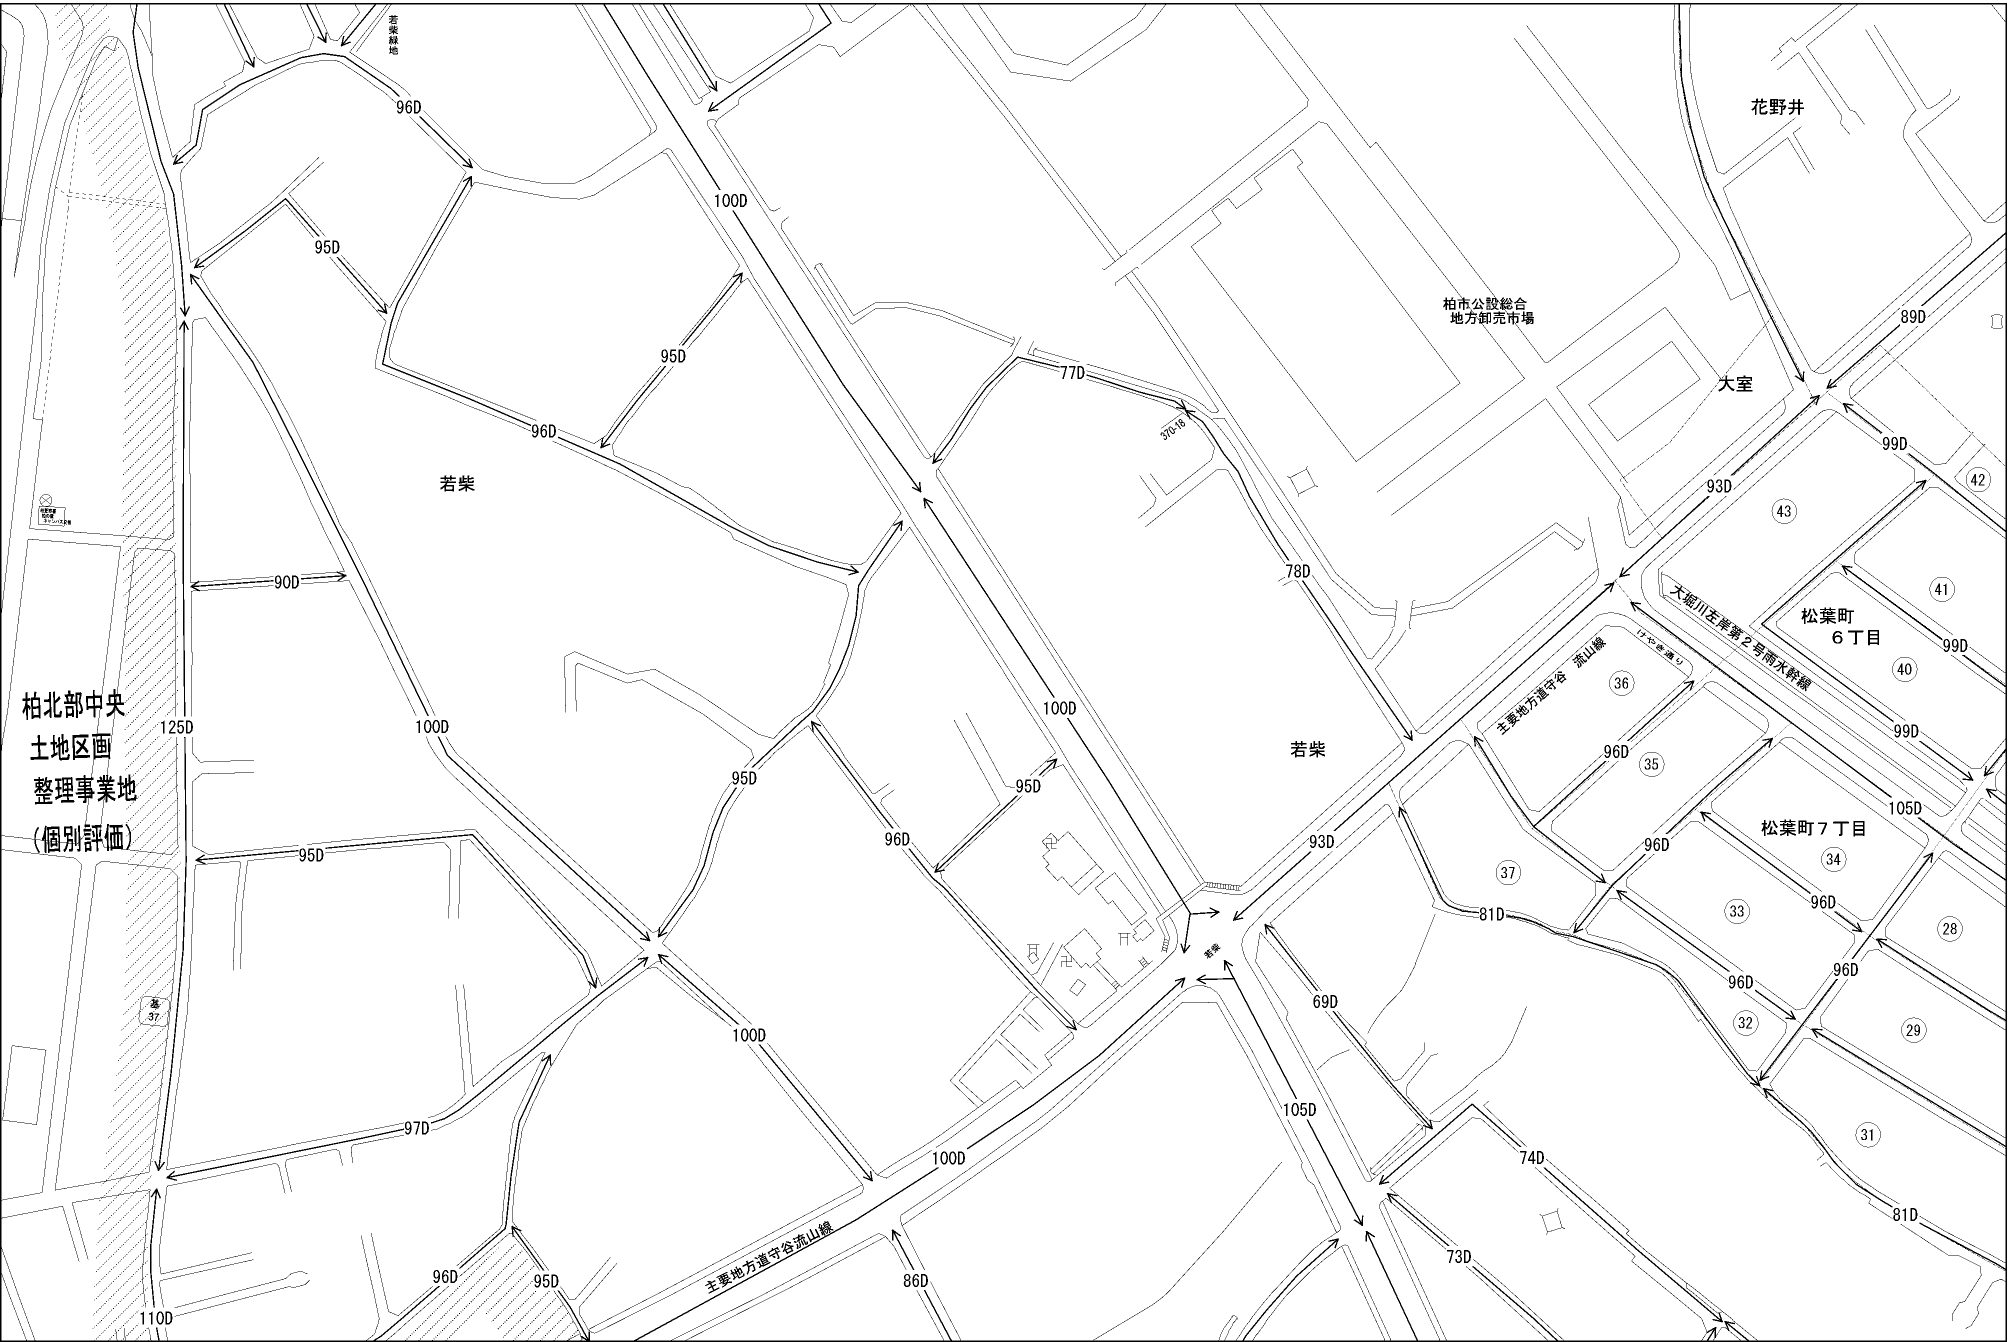 若柴緑地
96D
花野井
100D
95D
柏市公設総合
地方卸売市場
89D
95D
77D
大室
370-18
96D
99D
若柴
93D
42
43
78D
90D
41
大堀川左岸第２号雨水幹線
松葉町
６丁目
けやき通り
99D
主要地方道守谷 流山線
36
40
柏北部中央
土地区画
整理事業地
(個別評価)
125D
100D
100D
99D
若柴
96D
35
95D
95D
105D
松葉町７丁目
96D
93D
96D
34
95D
37
96D
33
81D
28
若柴
96D
96D
基
37
69D
32
29
100D
105D
97D
31
100D
74D
81D
主要地方道守谷流山線
73D
96D
95D
86D
110D